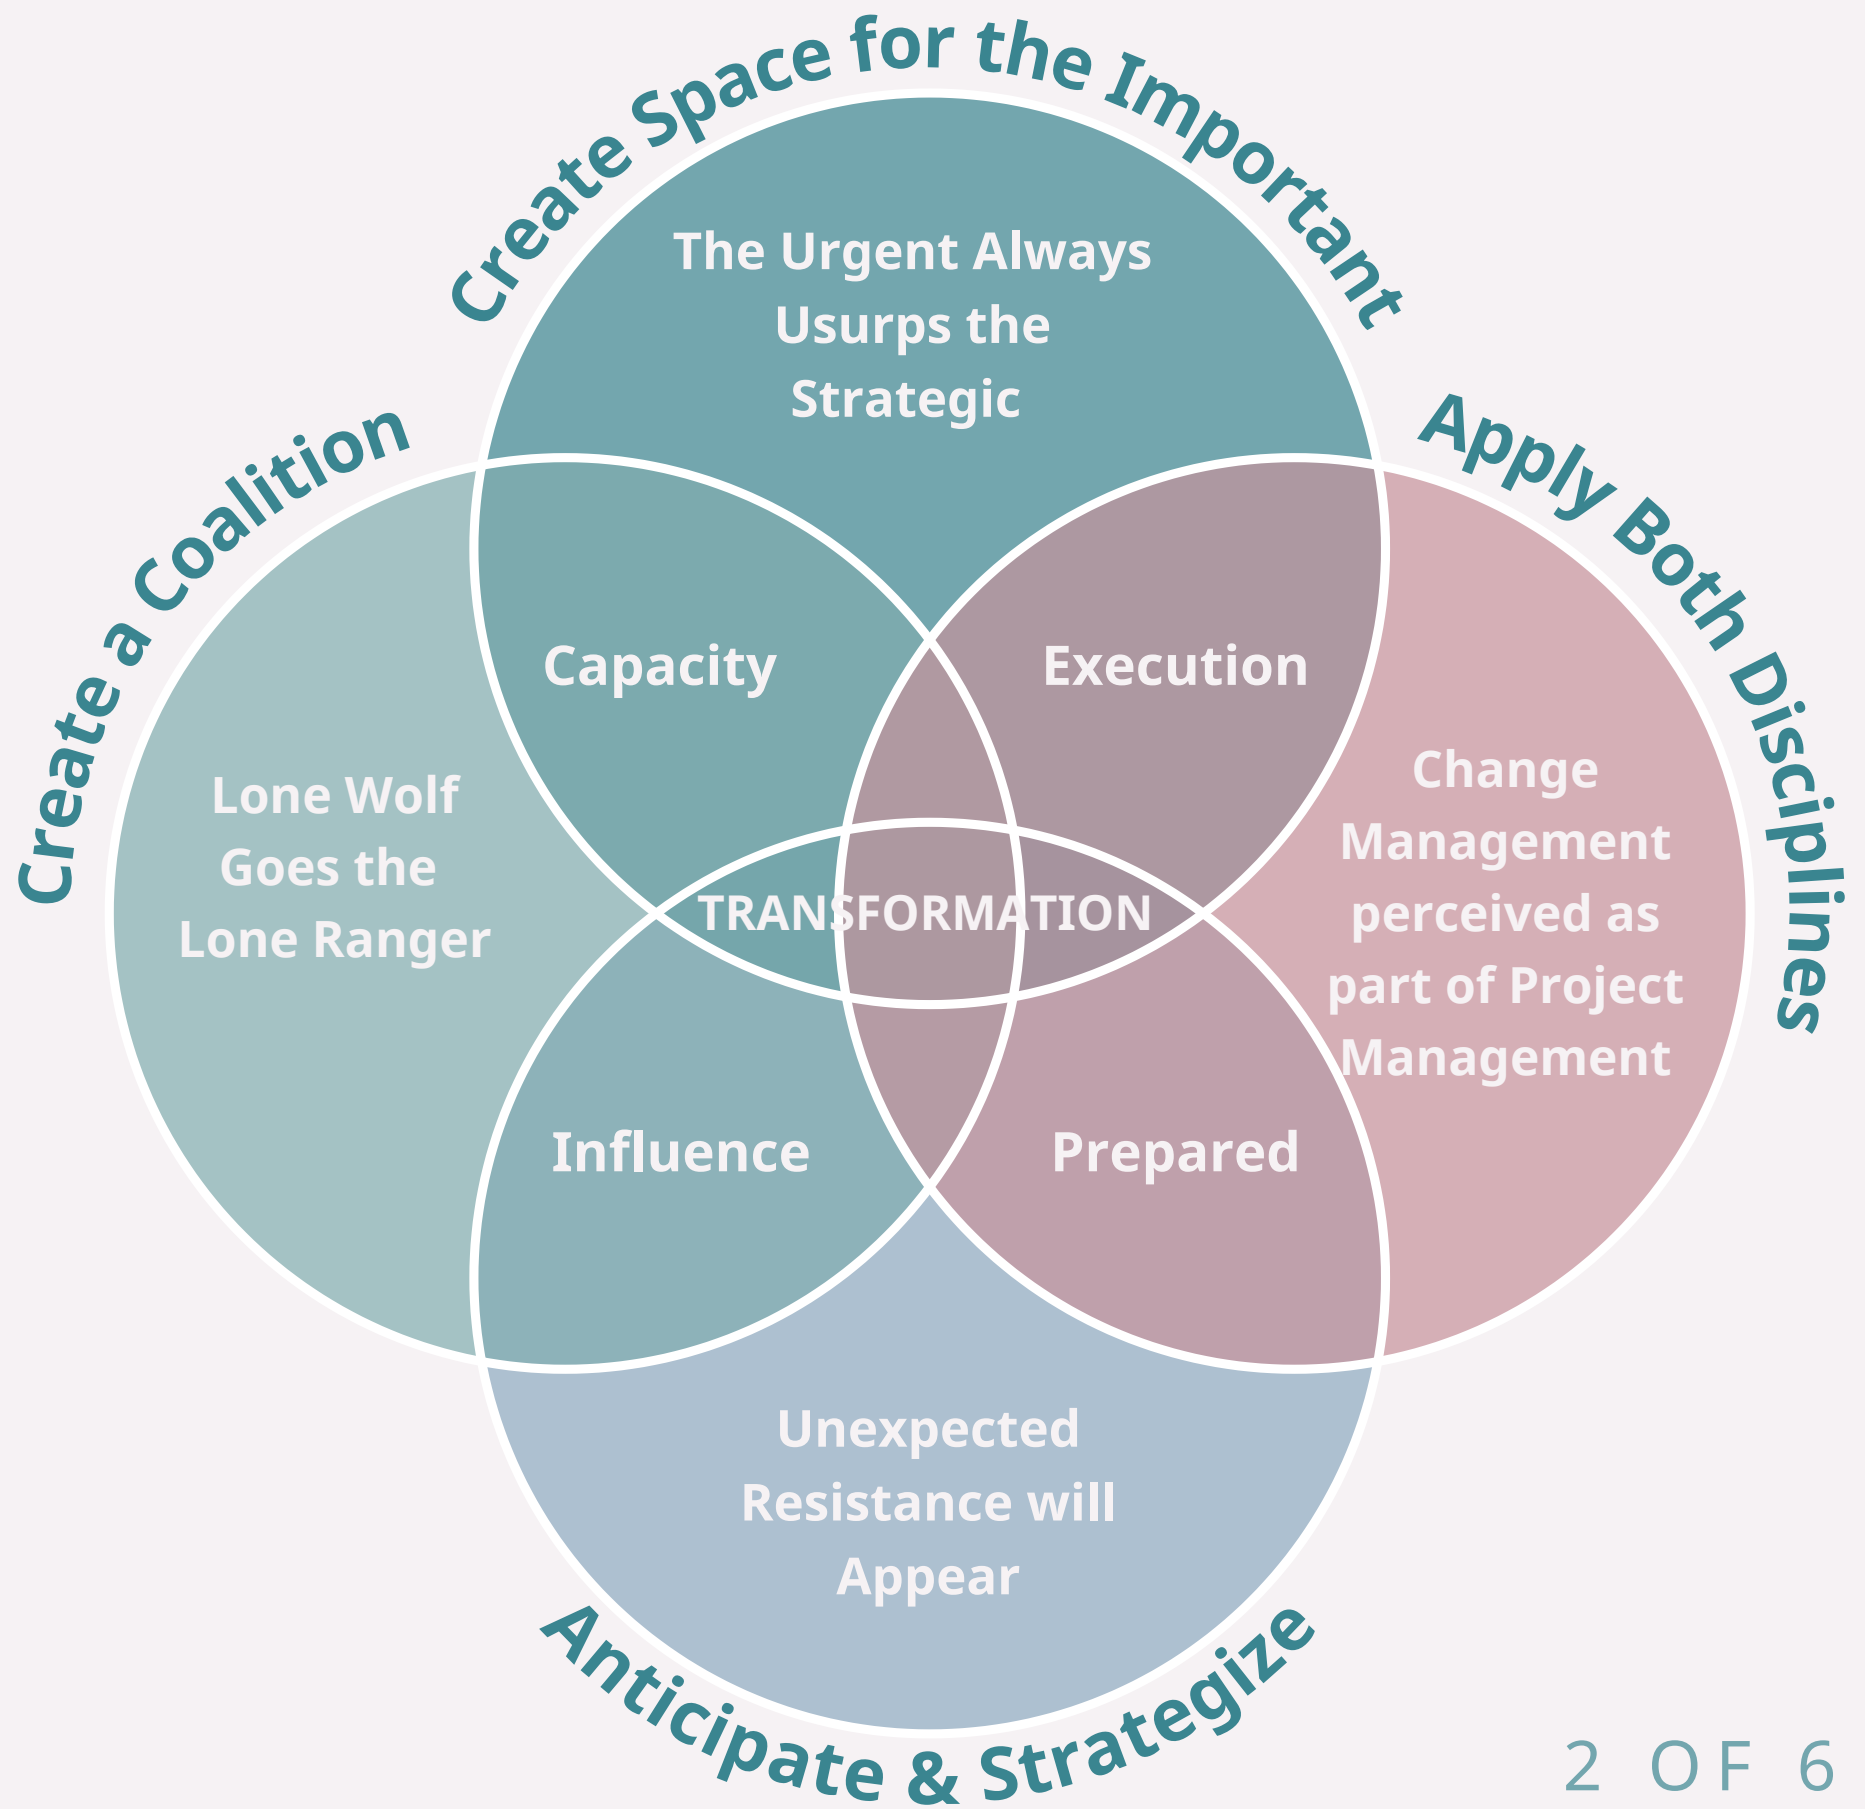 Create Space for the Important
The Urgent Always
Usurps the
Strategic
Create a Coalition
Apply Both Disciplines
Capacity
Execution
Lone Wolf
Goes the
Lone Ranger
Change
Management
perceived as
part of Project
Management
TRANSFORMATION
Influence
Prepared
Unexpected
Resistance will
Appear
Anticipate & Strategize
2 OF 6